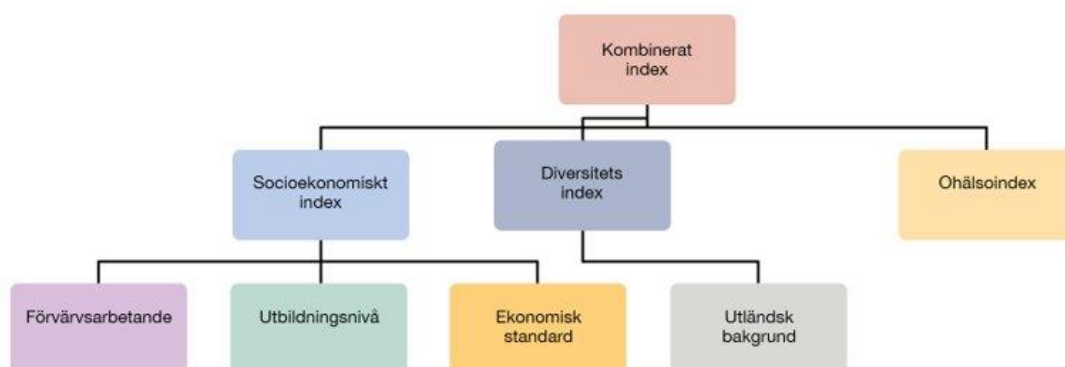 Kombinerat
index
Socioekonomiskt
index
Diversitets
index
Ohälsoindex
Förvärvsarbetande
Utbildningsnivå
Ekonomisk
standard
Utländsk
bakgrund